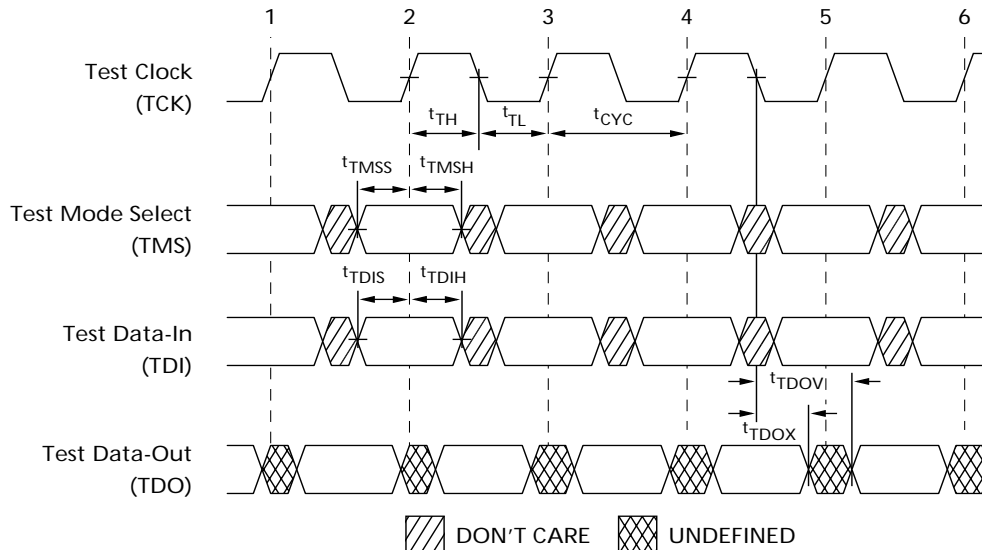 1 2 3 4 5 6
Test Clock
(TCK)
tTH tTL tCYC
tTMSS tTMSH
Test Mode Select
(TMS)
tTDIS tTDIH
Test Data-In
(TDI)
tTDOV
tTDOX
Test Data-Out
(TDO)
DON'T CARE UNDEFINED